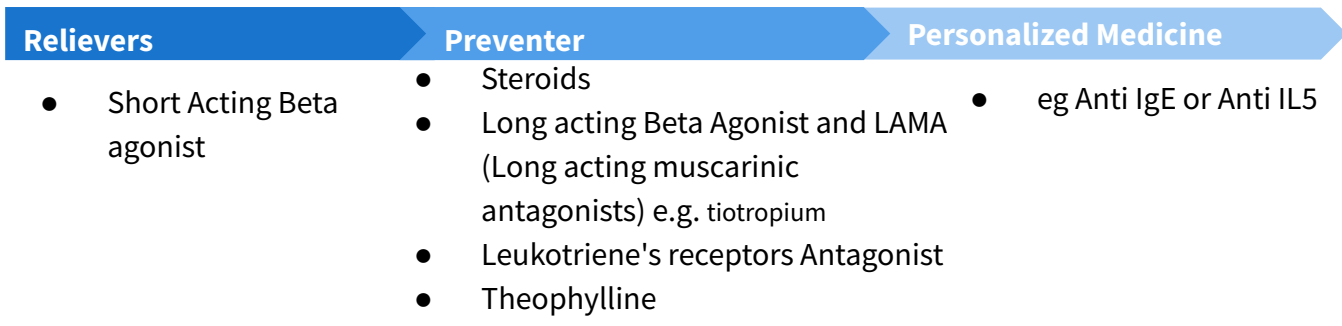 Relievers
Preventer
Personalized Medicine
● Short Acting Beta
agonist
● Steroids
● Long acting Beta Agonist and LAMA
(Long acting muscarinic
antagonists) e.g. tiotropium
● Leukotriene's receptors Antagonist
● Theophylline
● eg Anti IgE or Anti IL5